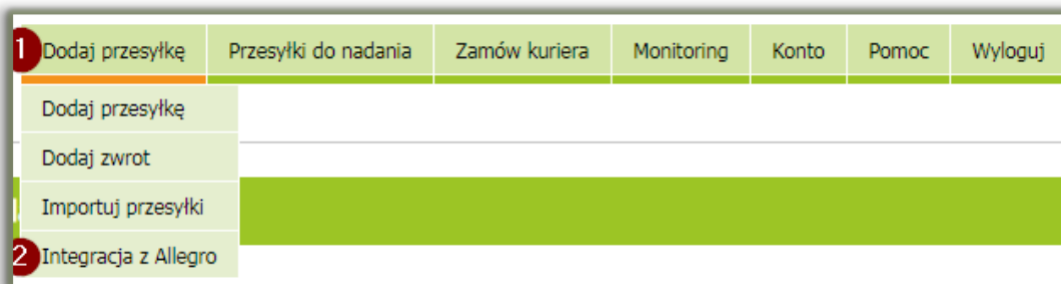 1 Dodaj przesyłkę Przesyłki do nadania Zamów kuriera Monitoring Konto Pomoc Wyloguj
Dodaj przesyłkę
Dodaj zwrot
Importuj przesyłki
2 Integracja z Allegro